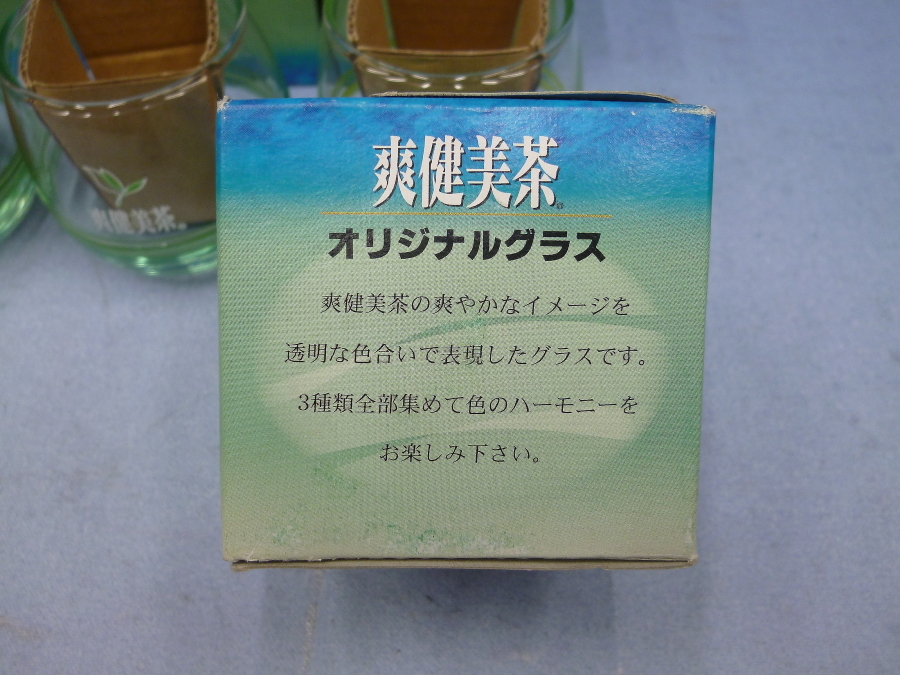 爽健美茶®
爽健美茶®
オリジナルグラス
爽健美茶の爽やかなイメージを
透明な色合いで表現したグラスです。
3種類全部集めて色のハーモニーを
お楽しみ下さい。